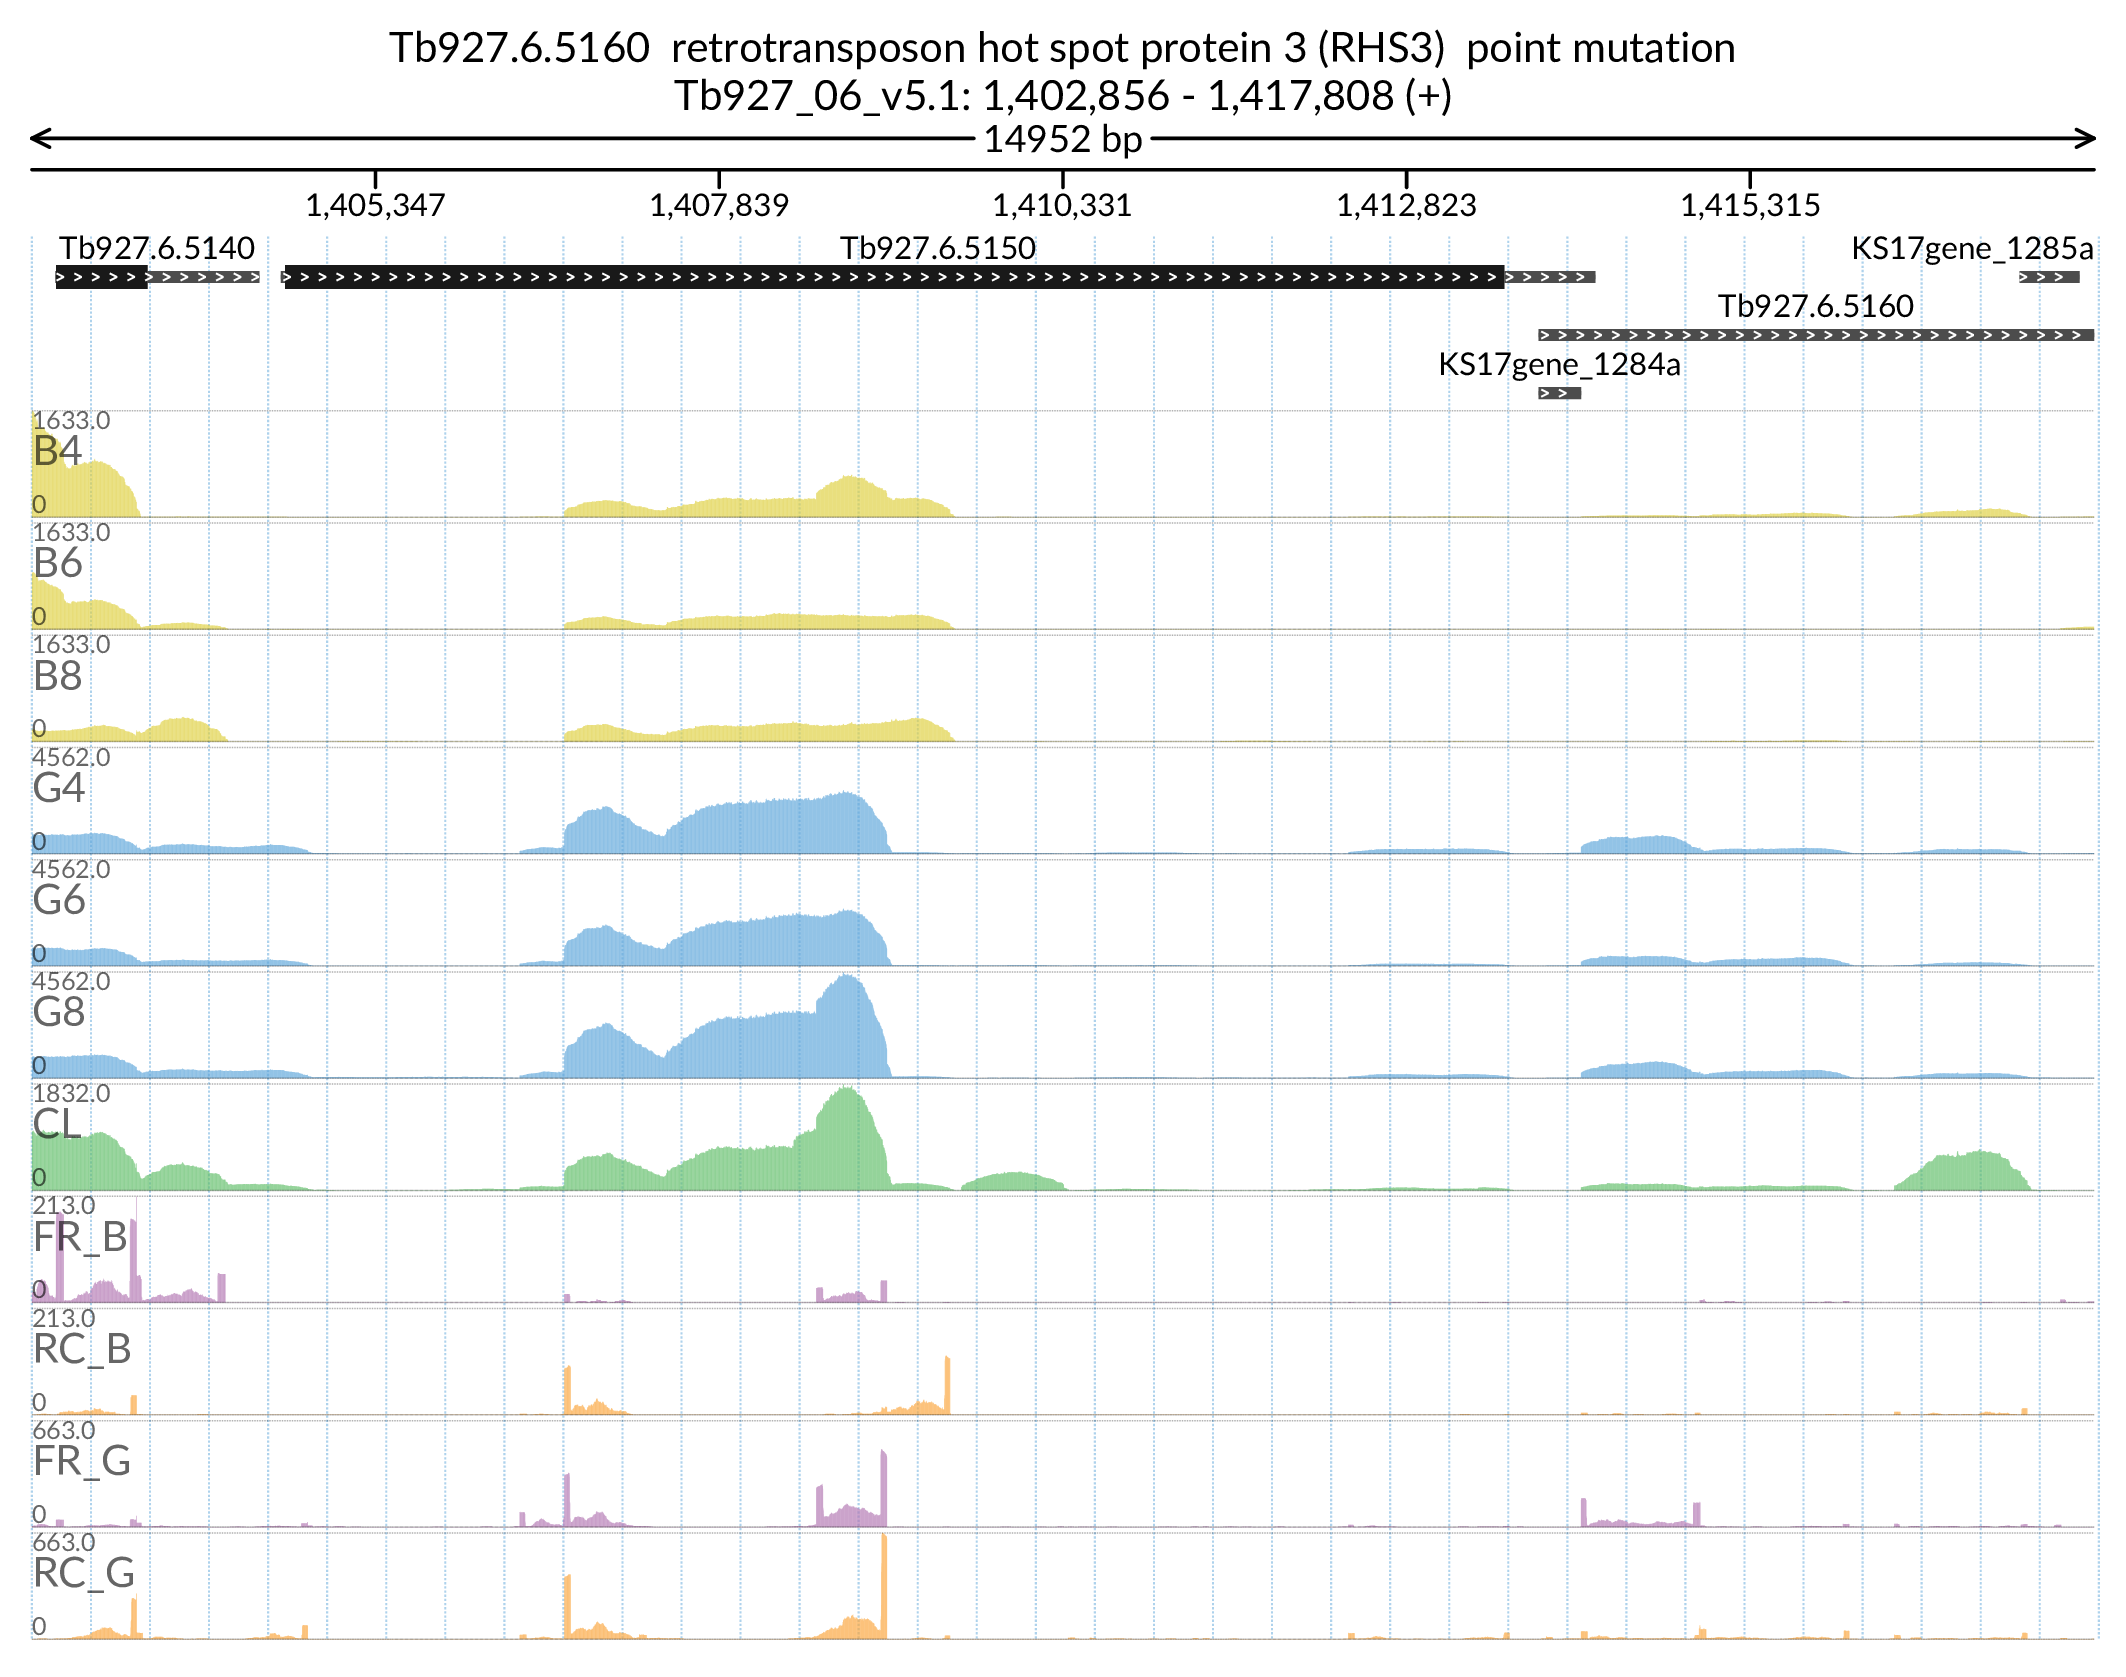 Tb927.6.5160 retrotransposon hot spot protein 3 (RHS3) point mutation
Tb927_06_v5.1: 1,402,856 - 1,417,808 (+)
14952 bp
1,405,347 1,407,839 1,410,331 1,412,823 1,415,315
Tb927.6.5140 Tb927.6.5150 KS17gene_1285a
Tb927.6.5160
KS17gene_1284a
1633.0
B4
0
1633.0
B6
0
1633.0
B8
0
4562.0
G4
0
4562.0
G6
0
4562.0
G8
0
1832.0
CL
0
213.0
FR_B
0
213.0
RC_B
0
663.0
FR_G
0
663.0
RC_G
0